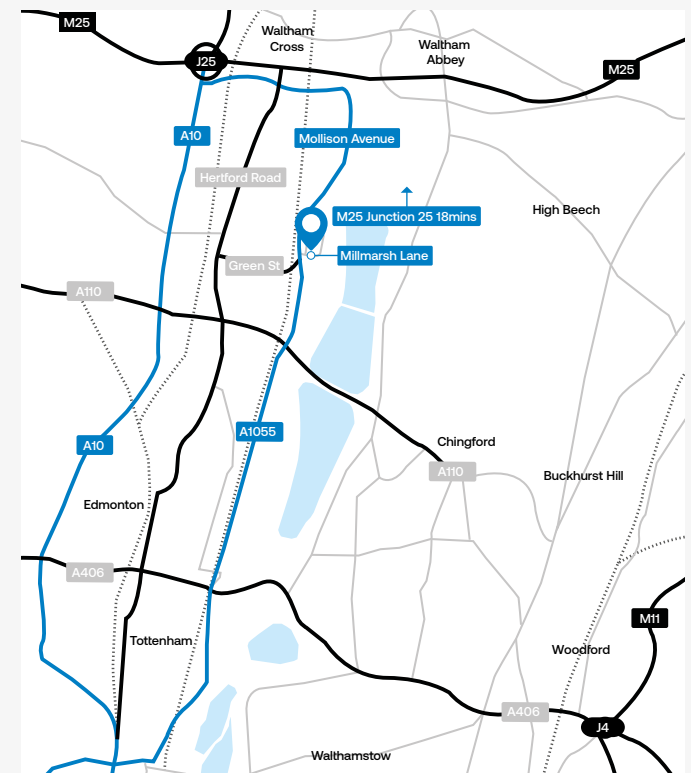 M25
Waltham
Cross
Waltham
Abbey
J25
M25
A10
Mollison Avenue
Hertford Road
High Beech
M25 Junction 25 18mins
Millmarsh Lane
Green St
A110
A1055
A10
Chingford
A110
Buckhurst Hill
Edmonton
A406
M11
Tottenham
Woodford
A406
J4
Walthamstow